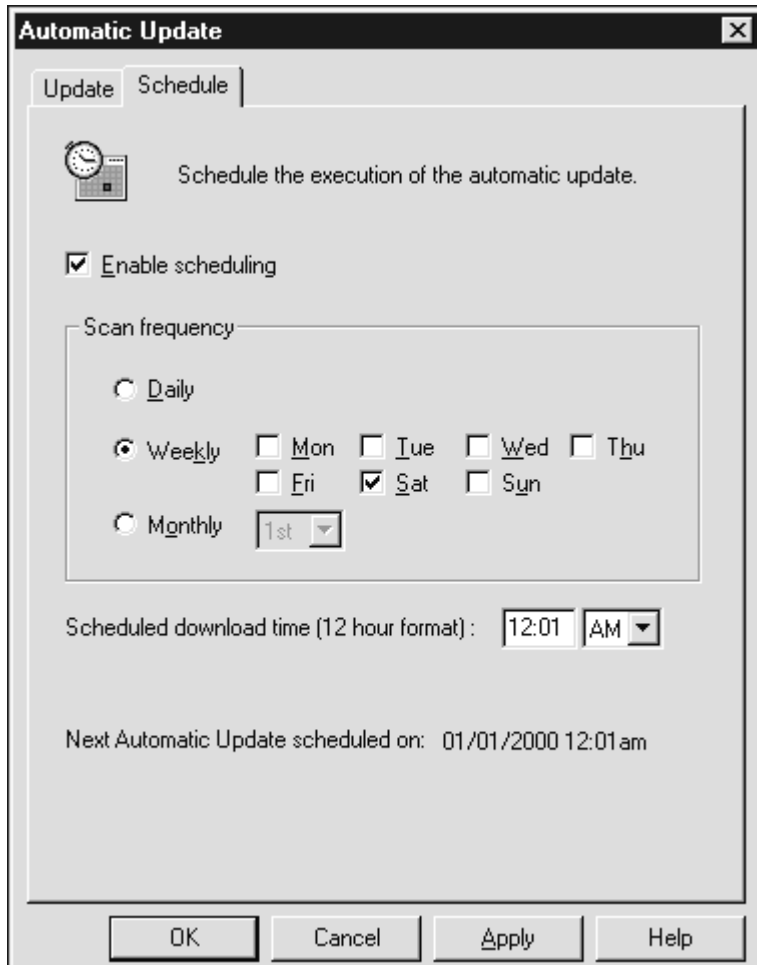 Automatic Update
Update Schedule
Schedule the execution of the automatic update.
Enable scheduling
Scan frequency
Daily
Weekly Mon Tue Wed Thu
Fri Sat Sun
Monthly 1st
Scheduled download time (12 hour format) : 12:01 AM
Next Automatic Update scheduled on: 01/01/2000 12:01am
OK Cancel Apply Help